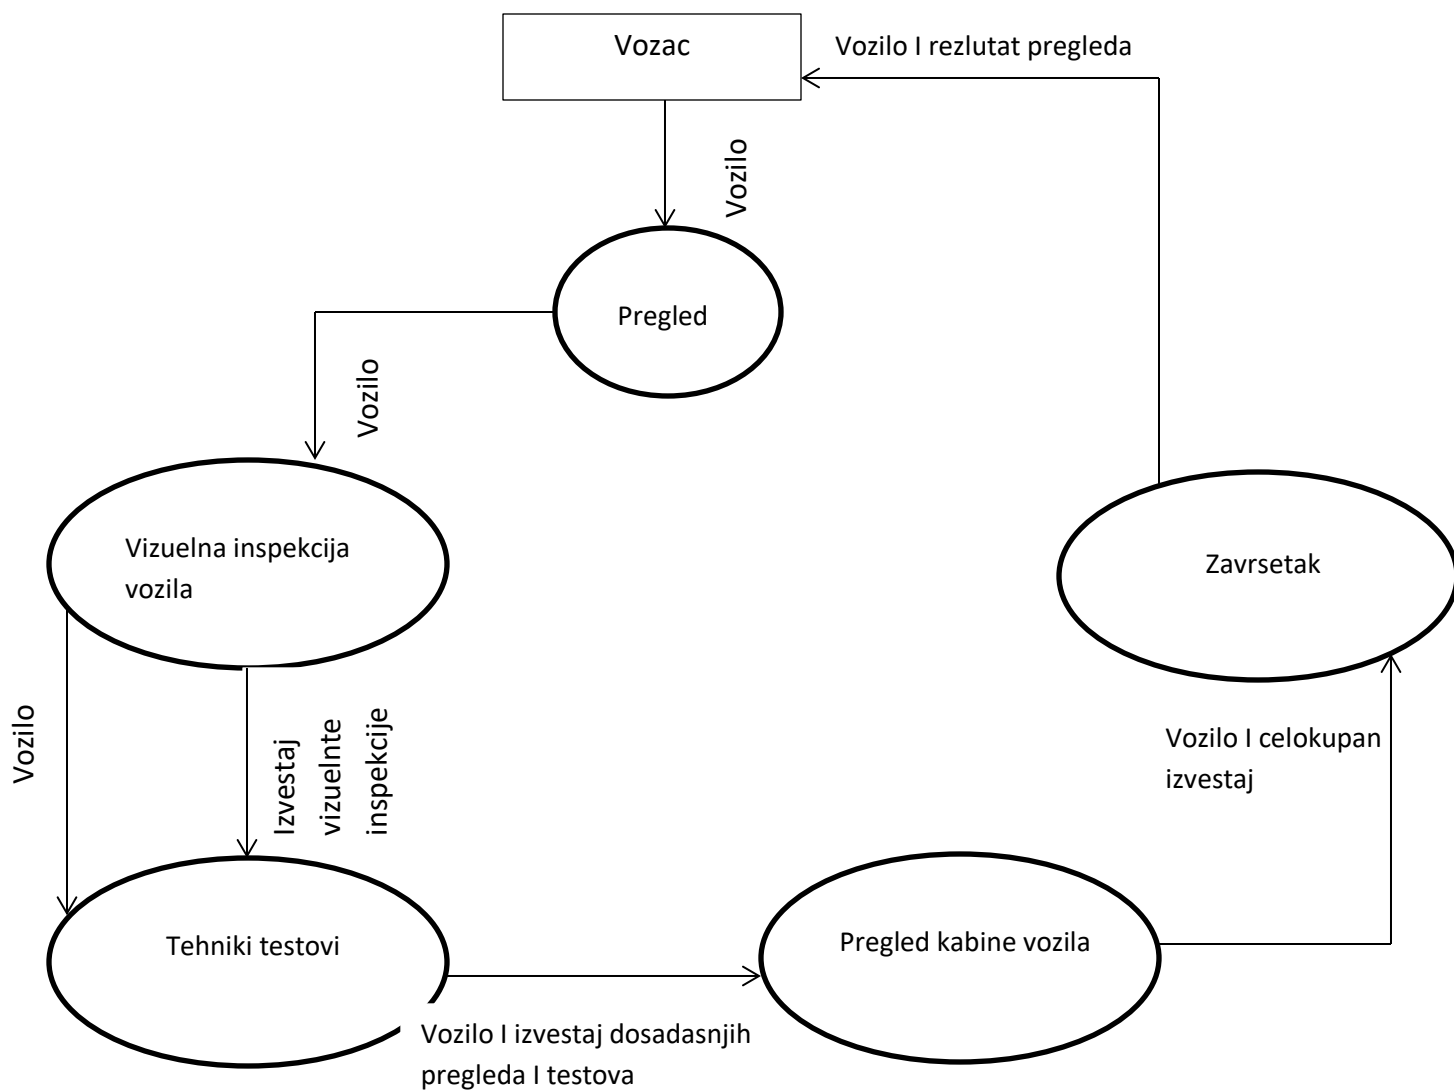 Vozac
Vozilo I rezlutat pregleda
Vozilo
Pregled
Vozilo
Vizuelna inspekcija
vozila
Zavrsetak
Vozilo
Izvestaj
vizuelnte
inspekcije
Vozilo I celokupan
izvestaj
Tehniki testovi
Pregled kabine vozila
Vozilo I izvestaj dosadasnjih
pregleda I testova